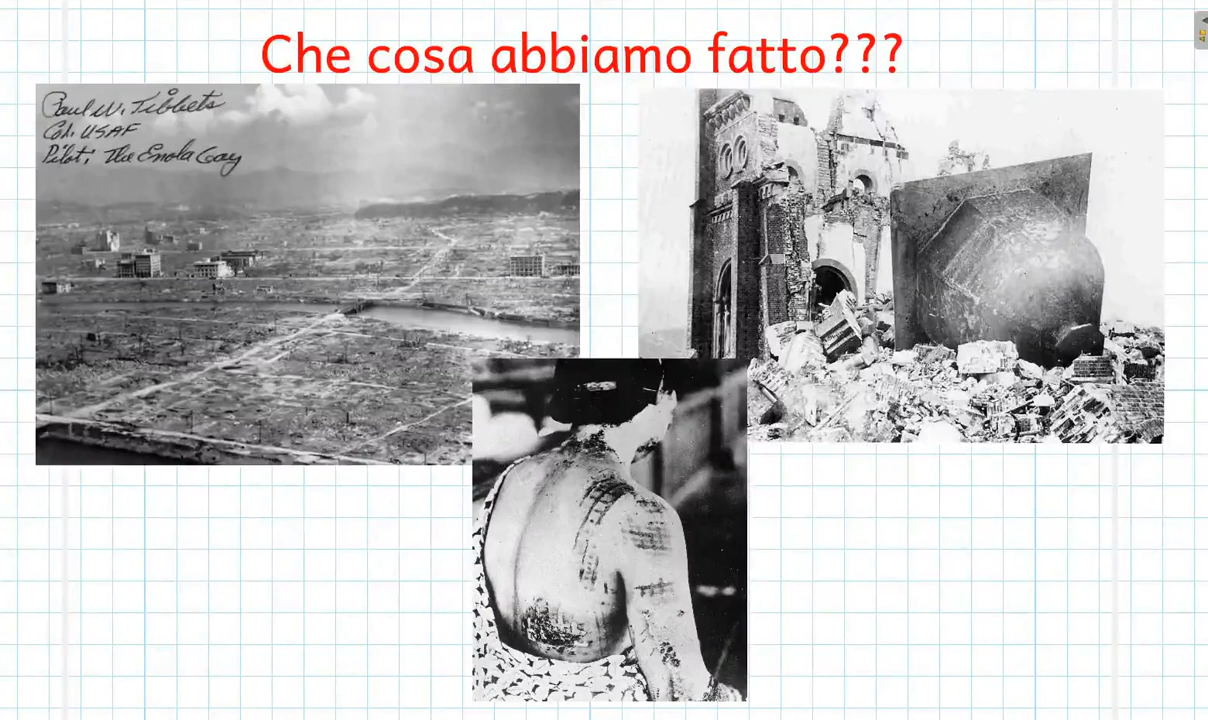 Che cosa abbiamo fatto???
Paul W. Tibbets
Col. USAF
Pilot; The Enola Gay